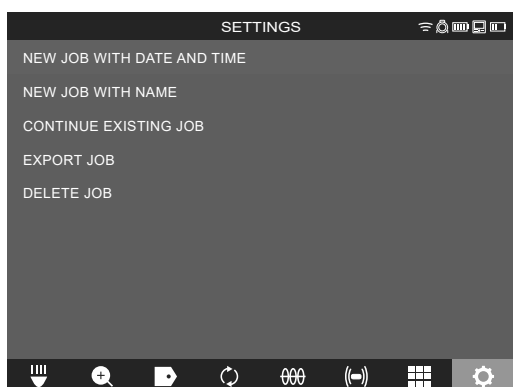 SETTINGS
NEW JOB WITH DATE AND TIME
NEW JOB WITH NAME
CONTINUE EXISTING JOB
EXPORT JOB
DELETE JOB